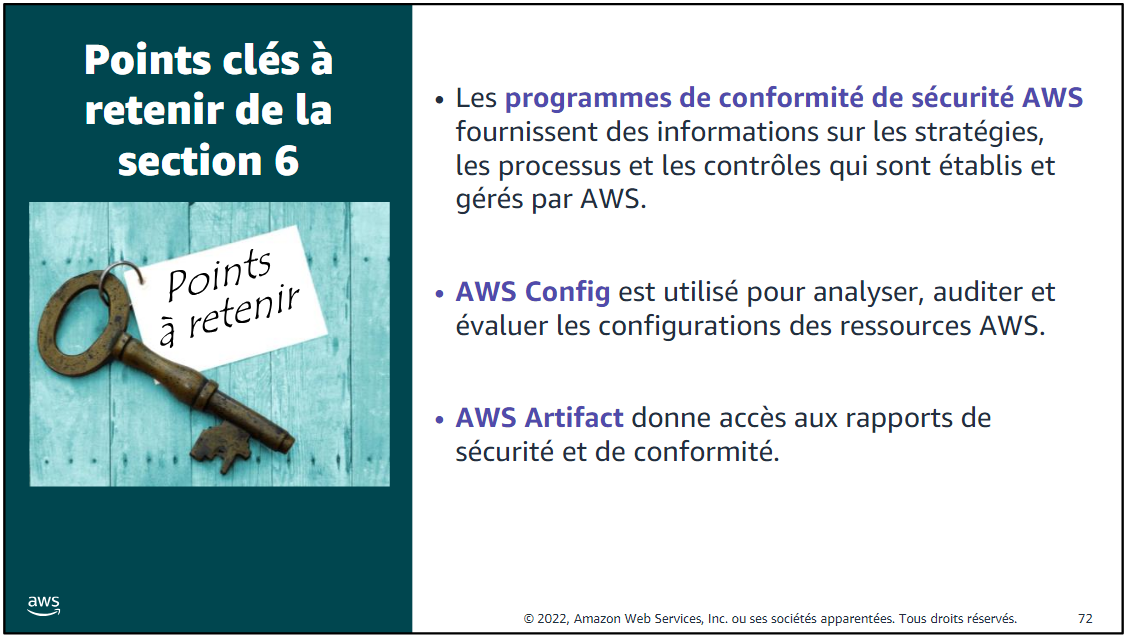 Points clés à
retenir de la
section 6
Points
à retenir
• Les programmes de conformité de sécurité AWS
fournissent des informations sur les stratégies,
les processus et les contrôles qui sont établis et
gérés par AWS.
• AWS Config est utilisé pour analyser, auditer et
évaluer les configurations des ressources AWS.
• AWS Artifact donne accès aux rapports de
sécurité et de conformité.
aws
© 2022, Amazon Web Services, Inc. ou ses sociétés apparentées. Tous droits réservés.
72